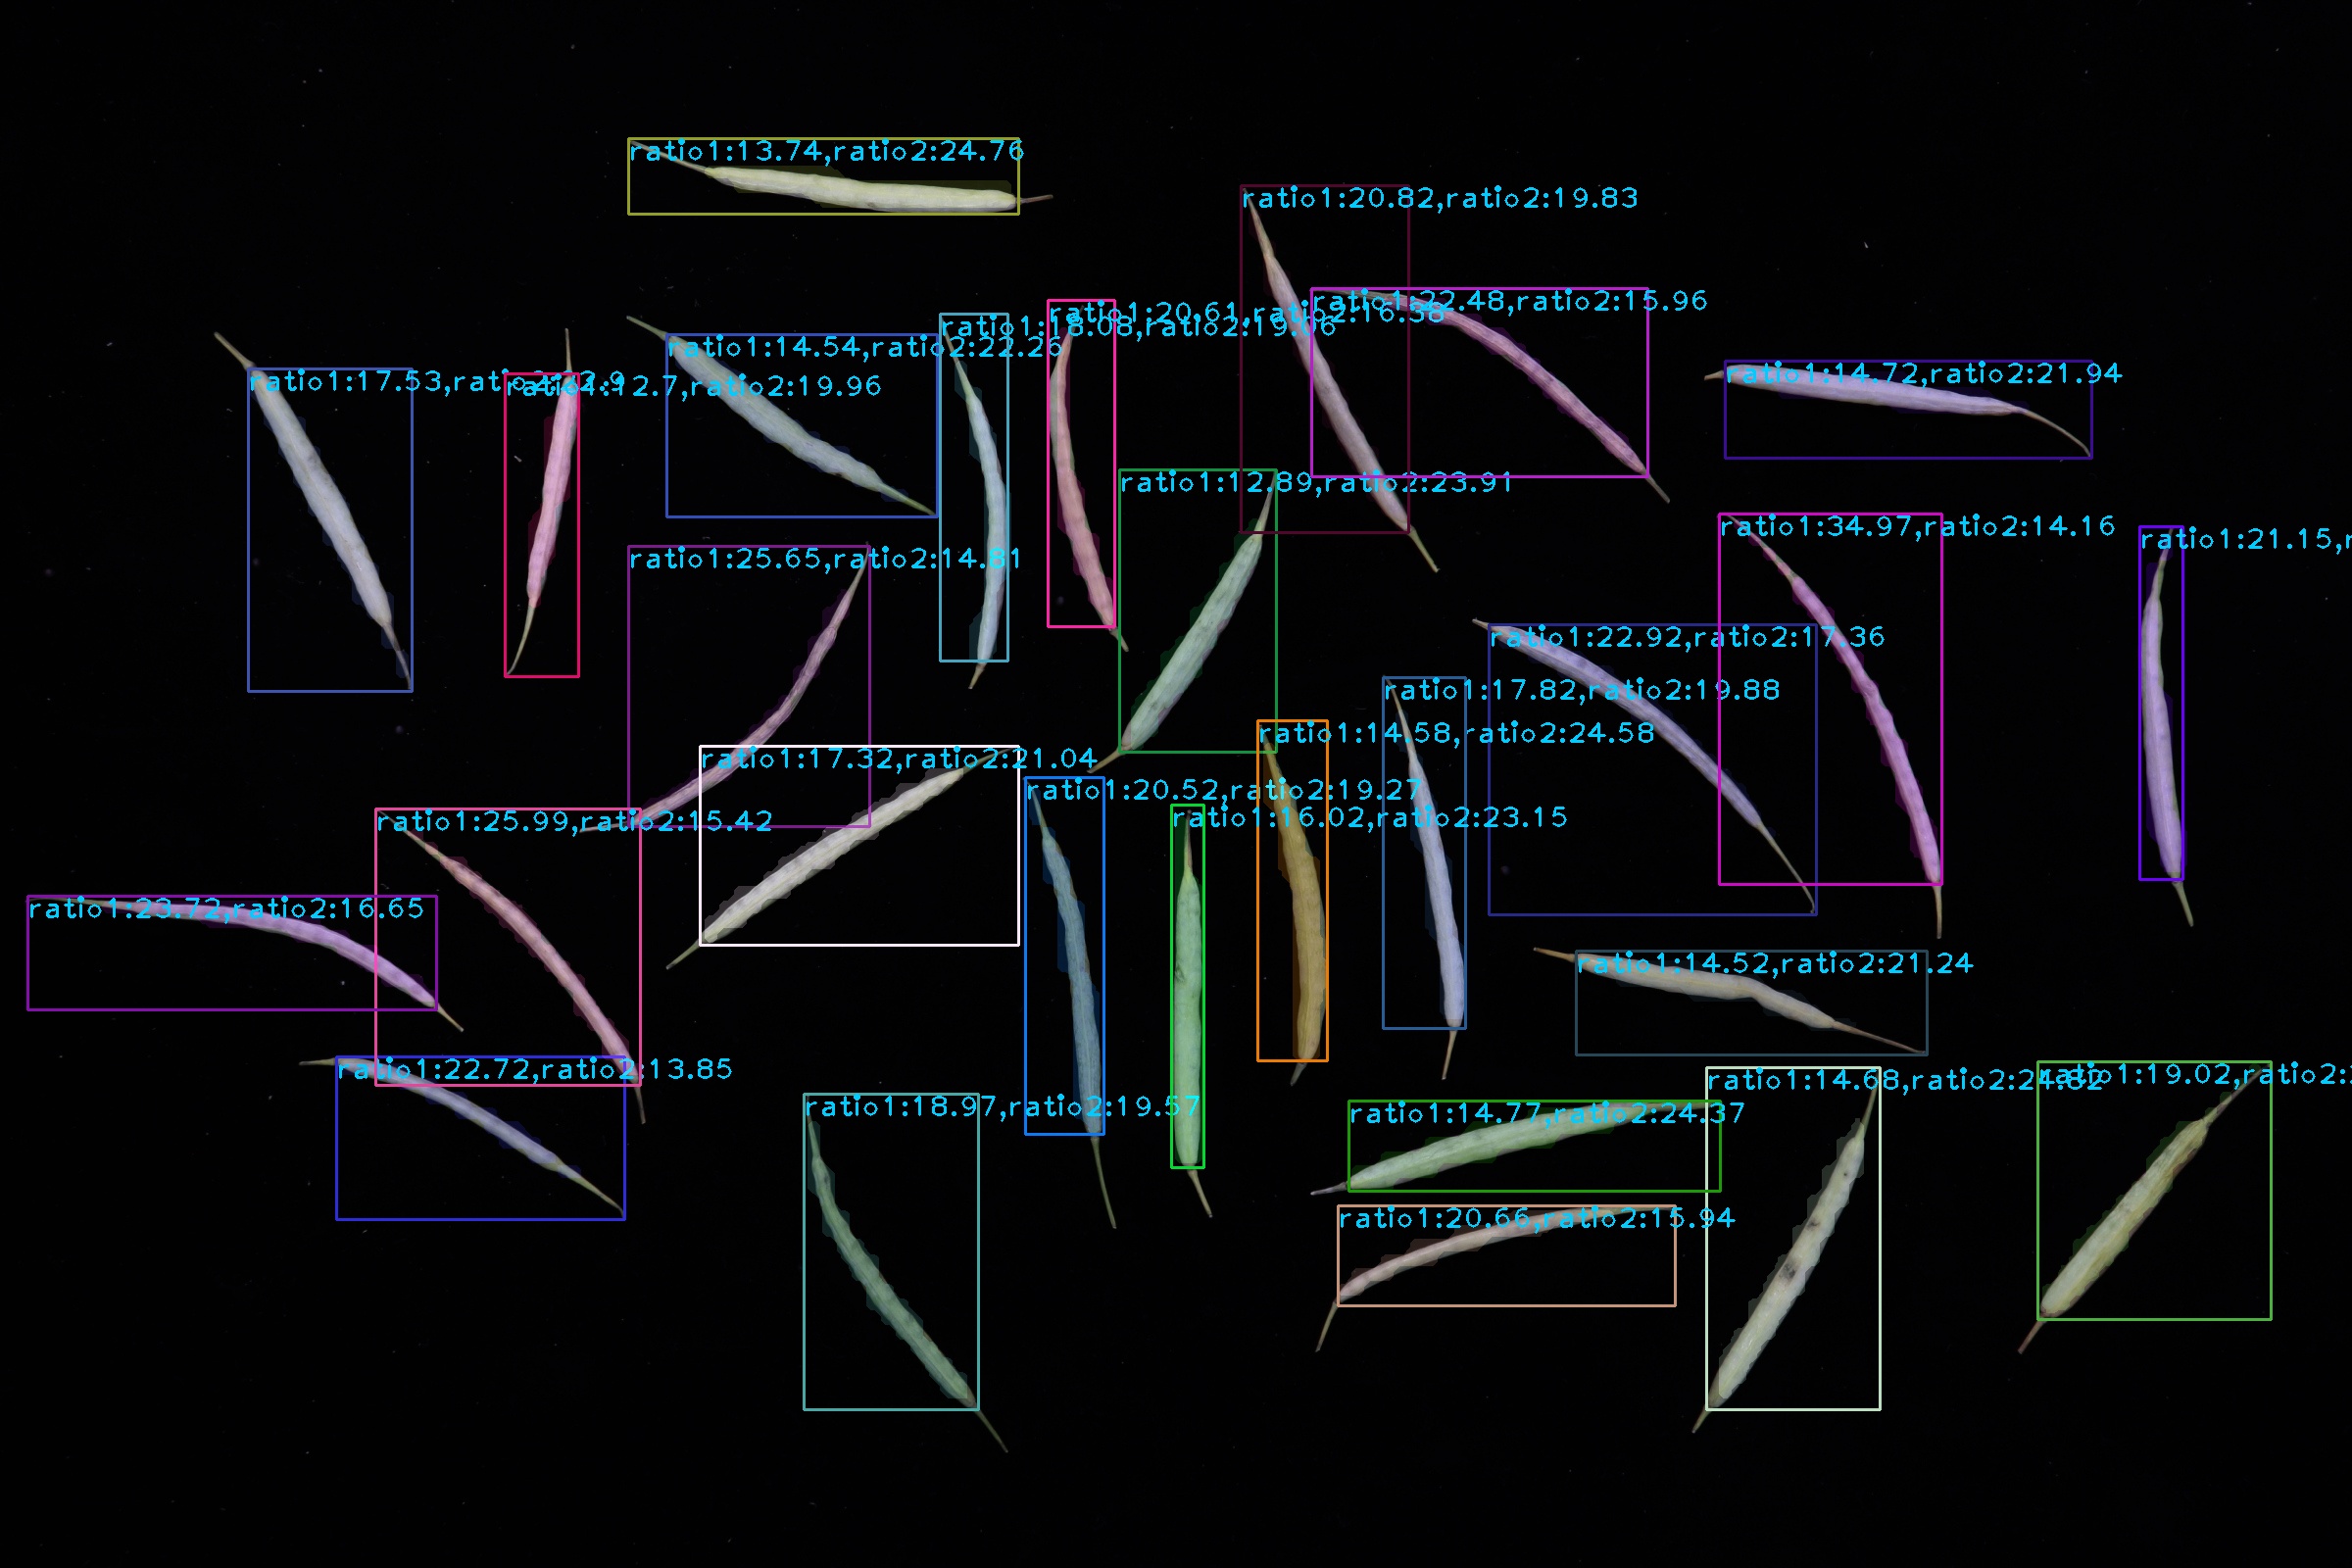 ratio1:13.74,ratio2:24.76
ratio1:20.82,ratio2:19.83
ratio1:22.48,ratio2:15.96
ratio1:20.61,ratio2:16.38
ratio1:18.08,ratio2:19.06
ratio1:14.54,ratio2:22.26
ratio1:14.72,ratio2:21.94
ratio1:17.53,
ratio1:12.7,ratio2:19.96
ratio1:12.89,ratio2:23.91
ratio1:34.97,ratio2:14.16
ratio1:21.15,r
ratio1:25.65,ratio2:14.81
ratio1:22.92,ratio2:17.36
ratio1:17.82,ratio2:19.88
ratio1:14.58,ratio2:24.58
ratio1:17.32,ratio2:21.04
ratio1:20.52,ratio2:19.27
ratio1:16.02,ratio2:23.15
ratio1:25.99,ratio2:15.42
ratio1:23.72,ratio2:16.65
ratio1:14.52,ratio2:21.24
ratio1:22.72,ratio2:13.85
ratio1:19.02,ratio2:
ratio1:14.68,
ratio1:18.97,ratio2:19.57
ratio1:14.77,ratio2:24.37
ratio1:20.66,ratio2:15.94